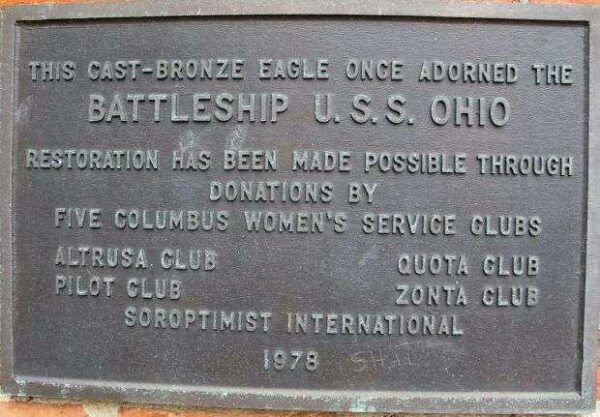 THIS CAST-BRONZE EAGLE ONCE ADORNED THE
BATTLESHIP U.S.S. OHIO
RESTORATION HAS BEEN MADE POSSIBLE THROUGH
DONATIONS BY
FIVE COLUMBUS WOMEN'S SERVICE CLUBS
ALTRUSA CLUB QUOTA CLUB
PILOT CLUB ZONTA CLUB
SOROPTIMIST INTERNATIONAL
1978